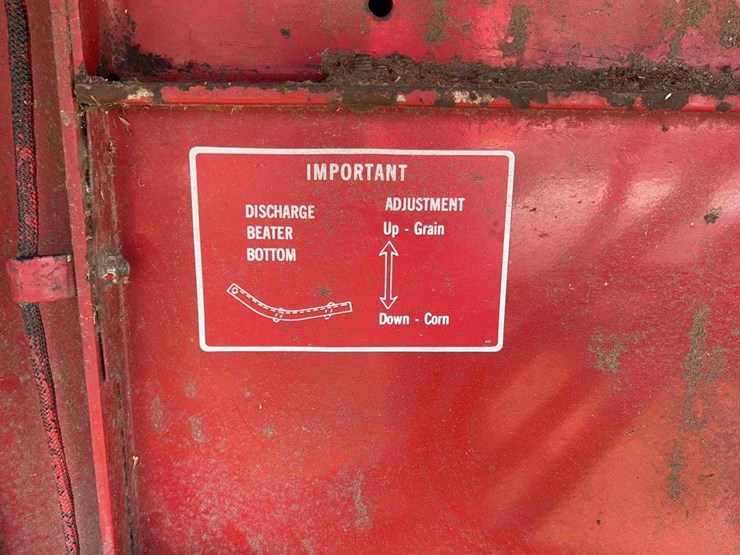 IMPORTANT
DISCHARGE
BEATER
BOTTOM
ADJUSTMENT
Up - Grain
Down - Corn